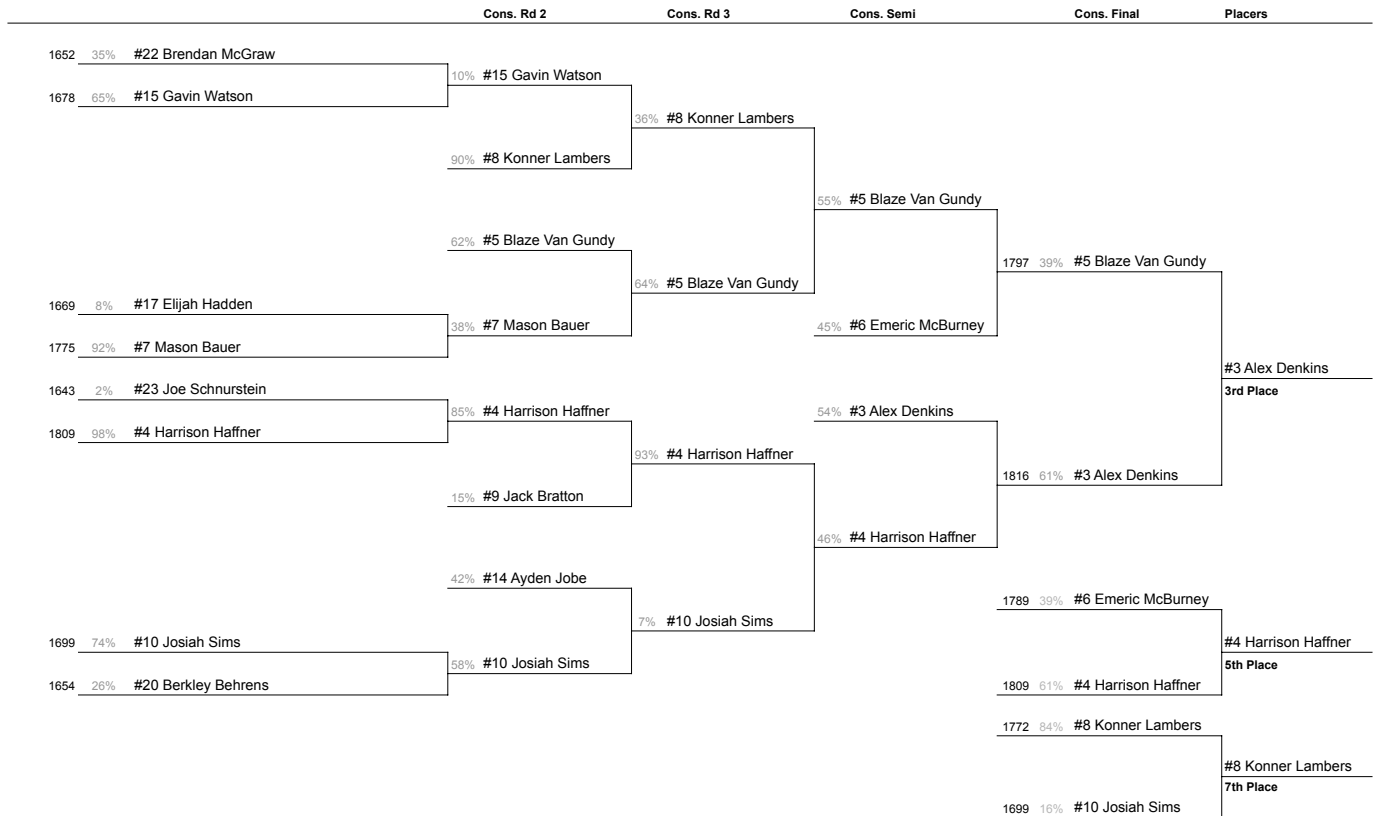 Cons. Rd 2 Cons. Rd 3 Cons. Semi Cons. Final Placers
1652 35% #22 Brendan McGraw
10% #15 Gavin Watson
1678 65% #15 Gavin Watson
36% #8 Konner Lambers
90% #8 Konner Lambers
55% #5 Blaze Van Gundy
62% #5 Blaze Van Gundy
1797 39% #5 Blaze Van Gundy
64% #5 Blaze Van Gundy
1669 8% #17 Elijah Hadden
38% #7 Mason Bauer
45% #6 Emeric McBurney
1775 92% #7 Mason Bauer
#3 Alex Denkins
3rd Place
1643 2% #23 Joe Schnurstein
85% #4 Harrison Haffner
54% #3 Alex Denkins
1809 98% #4 Harrison Haffner
93% #4 Harrison Haffner
1816 61% #3 Alex Denkins
15% #9 Jack Bratton
46% #4 Harrison Haffner
42% #14 Ayden Jobe
1789 39% #6 Emeric McBurney
7% #10 Josiah Sims
1699 74% #10 Josiah Sims
#4 Harrison Haffner
5th Place
58% #10 Josiah Sims
1654 26% #20 Berkley Behrens
1809 61% #4 Harrison Haffner
1772 84% #8 Konner Lambers
#8 Konner Lambers
7th Place
1699 16% #10 Josiah Sims